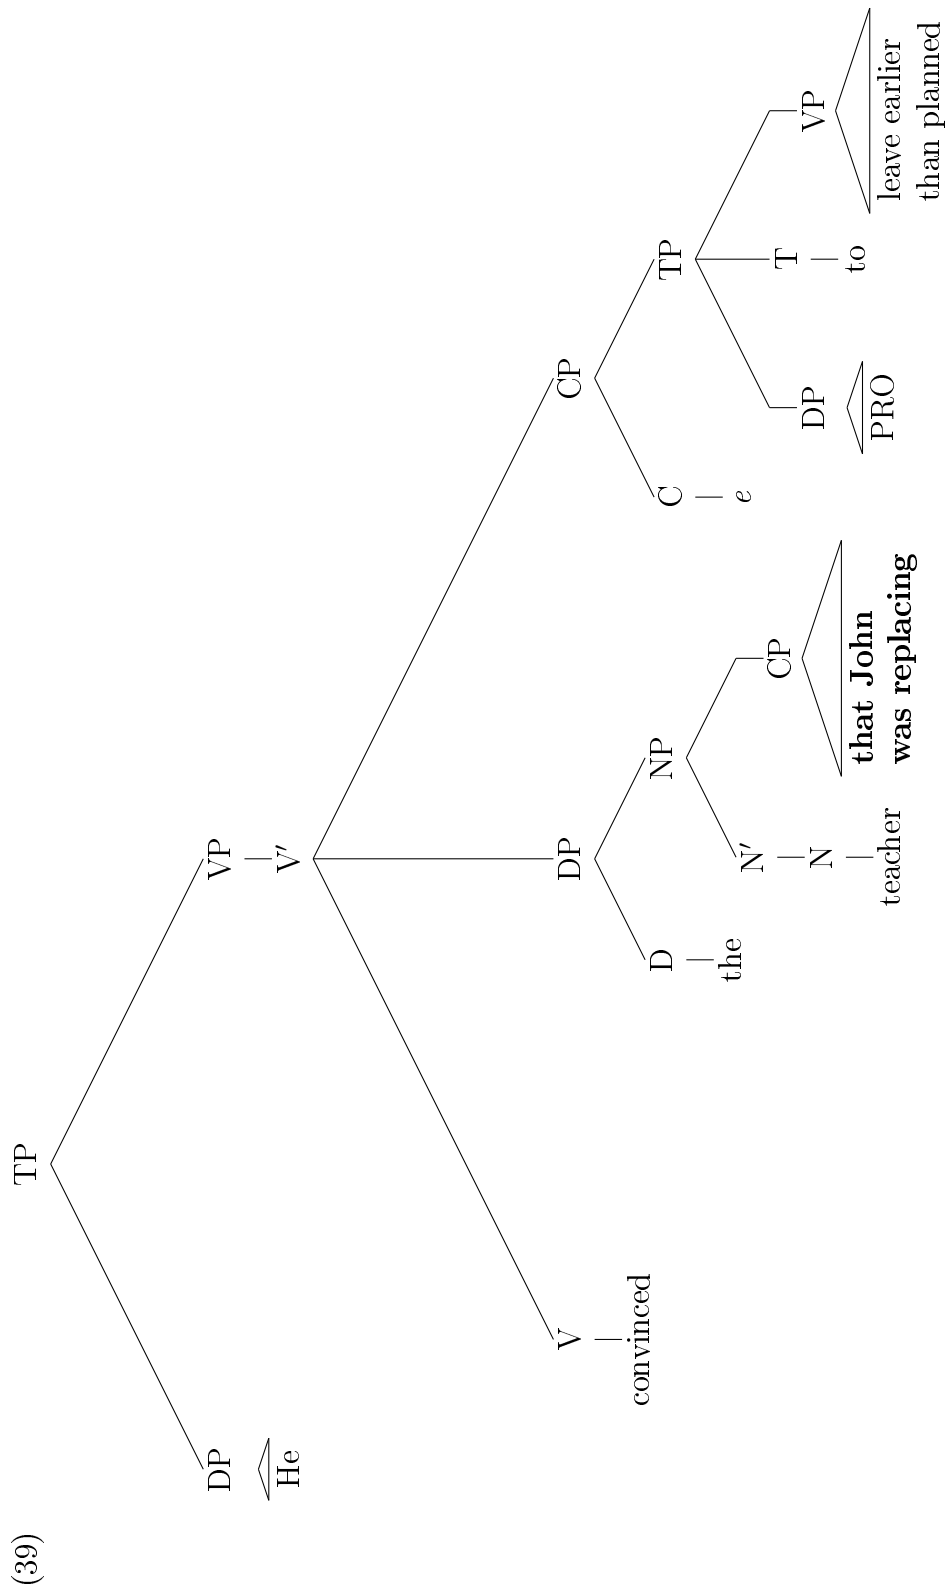 (39)
TP
DP
VP
He
V′
V
DP
CP
convinced
D
NP
C
TP
the
N′
CP
e
DP
T
VP
N
that John
was replacing
PRO
to
leave earlier
than planned
teacher